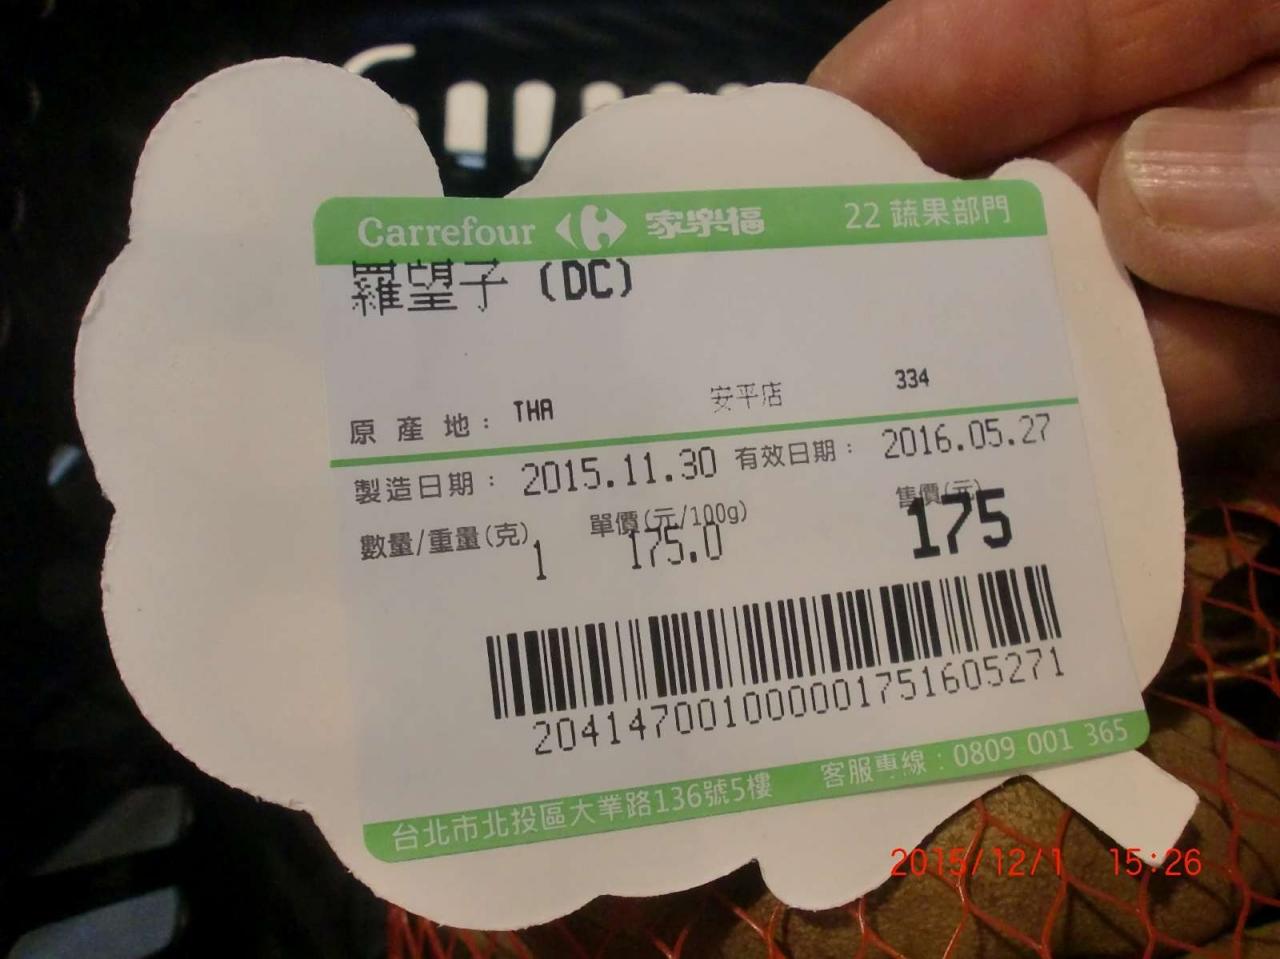 Carrefour 家樂福 22 蔬果部門
羅望子 (DC)
原產地： THA 安平店 334
製造日期： 2015.11.30 有效日期： 2016.05.27
數量/重量(克) 單價(元/100g) 售價(元)
1 175.0 175
2041470010000001751605271
台北市北投區大業路136號5樓 客服專線：0809 001 365
2015/12/1 15:26